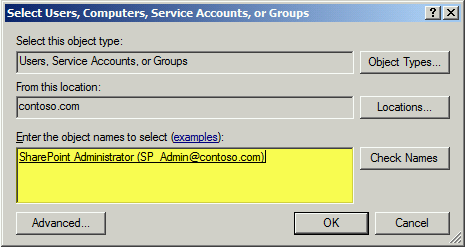 Select Users, Computers, Service Accounts, or Groups
Select this object type:
Users, Service Accounts, or Groups
Object Types...
From this location:
contoso.com
Locations...
Enter the object names to select (examples):
SharePoint Administrator (SP_Admin@contoso.com)
Check Names
Advanced...
OK
Cancel